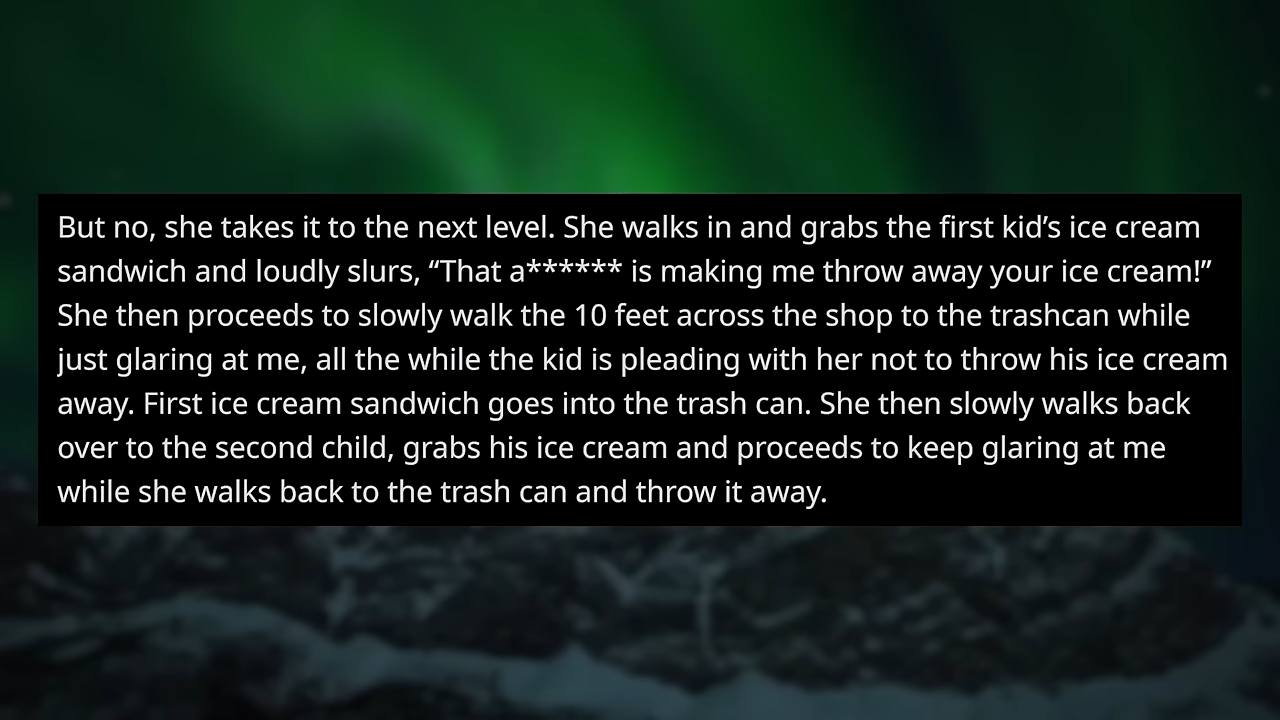 But no, she takes it to the next level. She walks in and grabs the first kid’s ice cream
sandwich and loudly slurs, “That a****** is making me throw away your ice cream!”
She then proceeds to slowly walk the 10 feet across the shop to the trashcan while
just glaring at me, all the while the kid is pleading with her not to throw his ice cream
away. First ice cream sandwich goes into the trash can. She then slowly walks back
over to the second child, grabs his ice cream and proceeds to keep glaring at me
while she walks back to the trash can and throw it away.